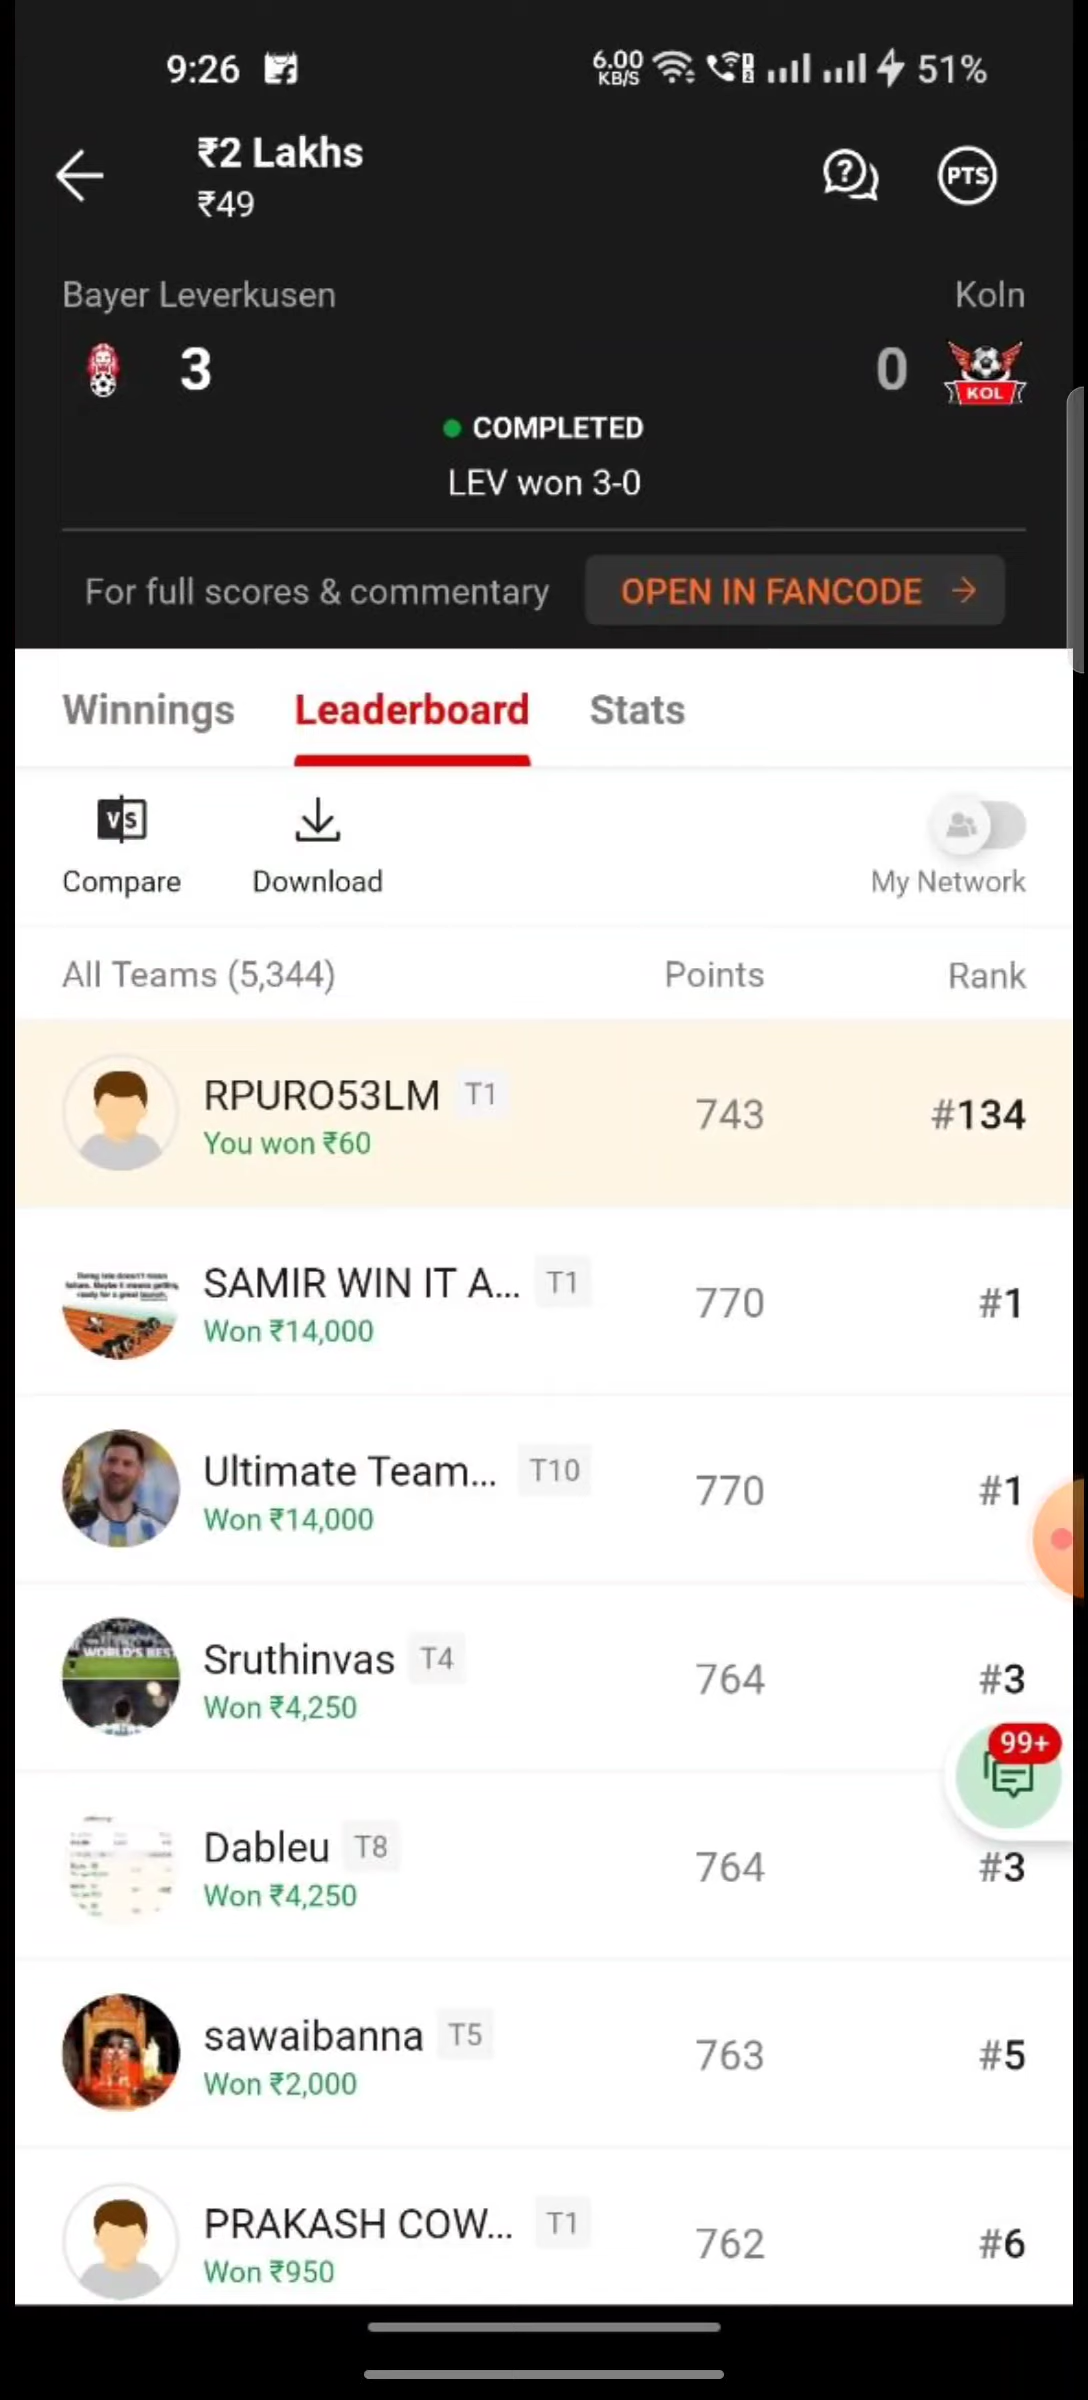 9:26
6.00
KB/S
51%
₹2 Lakhs
₹49
PTS
Bayer Leverkusen
Koln
3
0
KOL
COMPLETED
LEV won 3-0
For full scores & commentary
OPEN IN FANCODE
Winnings
Leaderboard
Stats
VS
Compare
Download
My Network
All Teams (5,344)
Points
Rank
RPURO53LM T1
You won ₹60
743
#134
SAMIR WIN IT A... T1
Won ₹14,000
770
#1
Ultimate Team... T10
Won ₹14,000
770
#1
WORLD'S BEST
Sruthinvas T4
Won ₹4,250
764
#3
99+
Dableu T8
Won ₹4,250
764
#3
sawaibanna T5
Won ₹2,000
763
#5
PRAKASH COW... T1
Won ₹950
762
#6